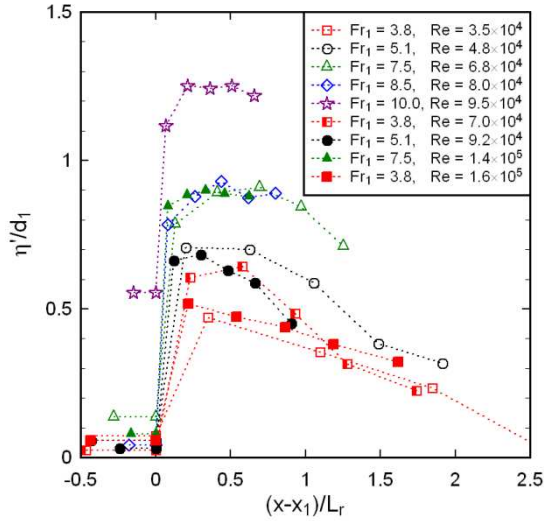 1.5
Fr₁ = 3.8, Re = 3.5×10⁴
Fr₁ = 5.1, Re = 4.8×10⁴
Fr₁ = 7.5, Re = 6.8×10⁴
Fr₁ = 8.5, Re = 8.0×10⁴
Fr₁ = 10.0, Re = 9.5×10⁴
Fr₁ = 3.8, Re = 7.0×10⁴
Fr₁ = 5.1, Re = 9.2×10⁴
Fr₁ = 7.5, Re = 1.4×10⁵
Fr₁ = 3.8, Re = 1.6×10⁵
1
η'/d₁
0.5
0
-0.5 0 0.5 1 1.5 2 2.5
(x-x₁)/Lᵣ